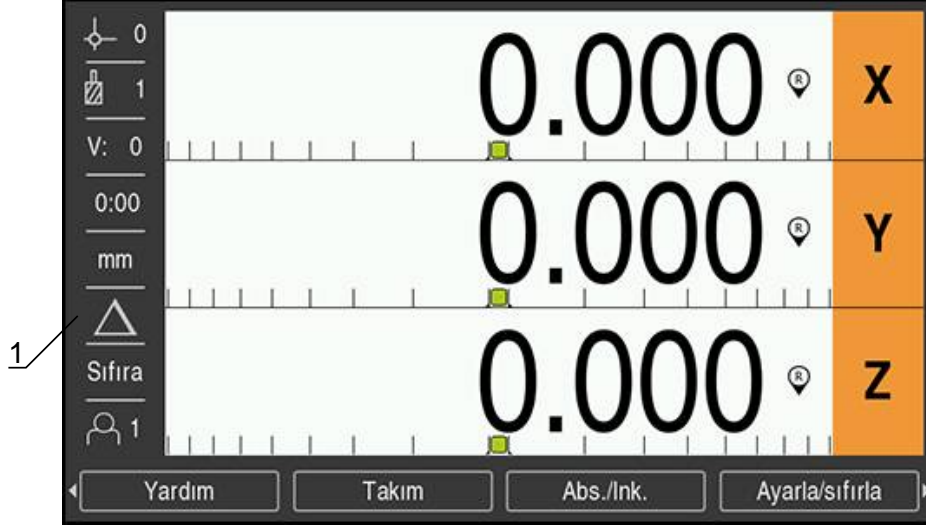 0
1
V: 0
0:00
mm
Sıfıra
1
0.000 R X
0.000 R Y
0.000 R Z
1
Yardım Takım Abs./Ink. Ayarla/sıfırla